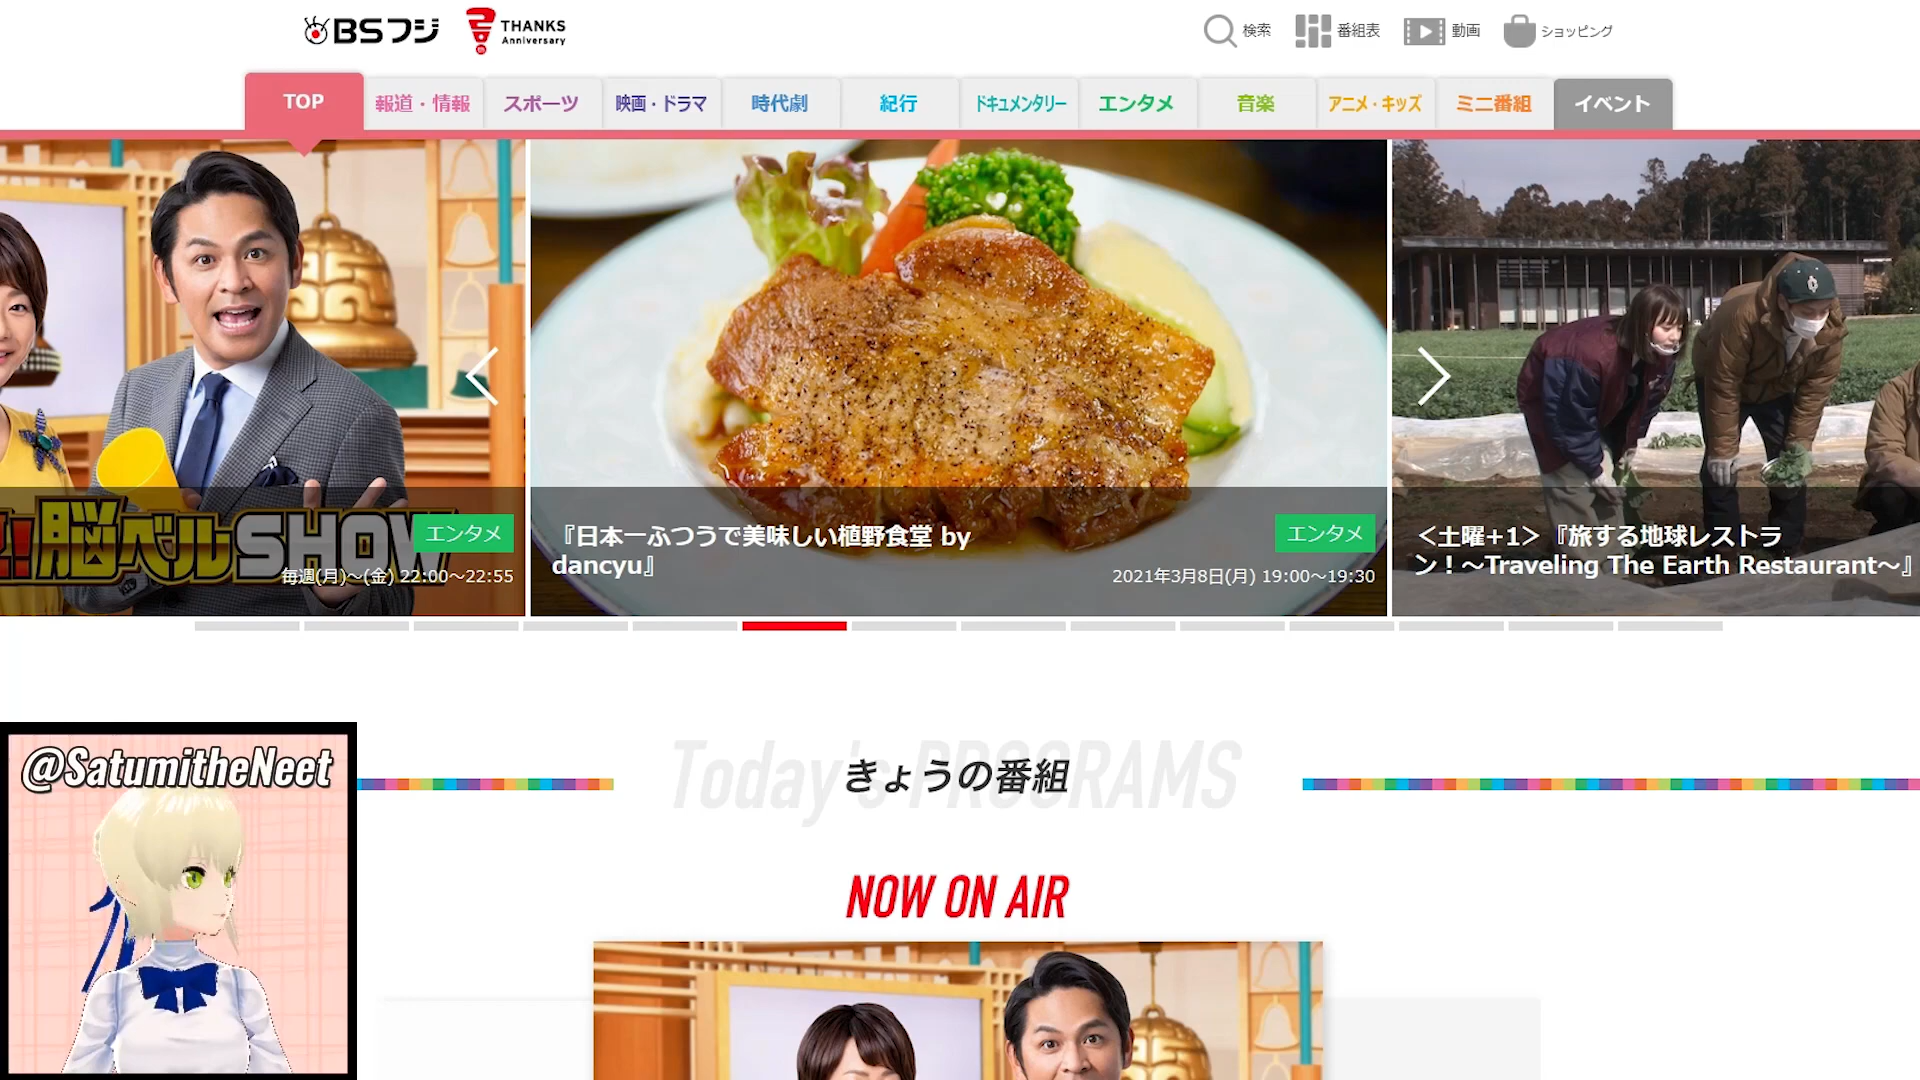 BSフジ
THANKS
Anniversary
検索
番組表
動画
ショッピング
TOP
報道・情報
スポーツ
映画・ドラマ
時代劇
紀行
ドキュメンタリー
エンタメ
音楽
アニメ・キッズ
ミニ番組
イベント
!脳ベルSHOW
エンタメ
毎週(月)～(金) 22:00～22:55
『日本一ふつうで美味しい植野食堂 by
dancyu』
エンタメ
2021年3月8日(月) 19:00～19:30
＜土曜+1＞『旅する地球レストラ
ン！～Traveling The Earth Restaurant～』
Today's PROGRAMS
きょうの番組
NOW ON AIR
@SatumitheNeet